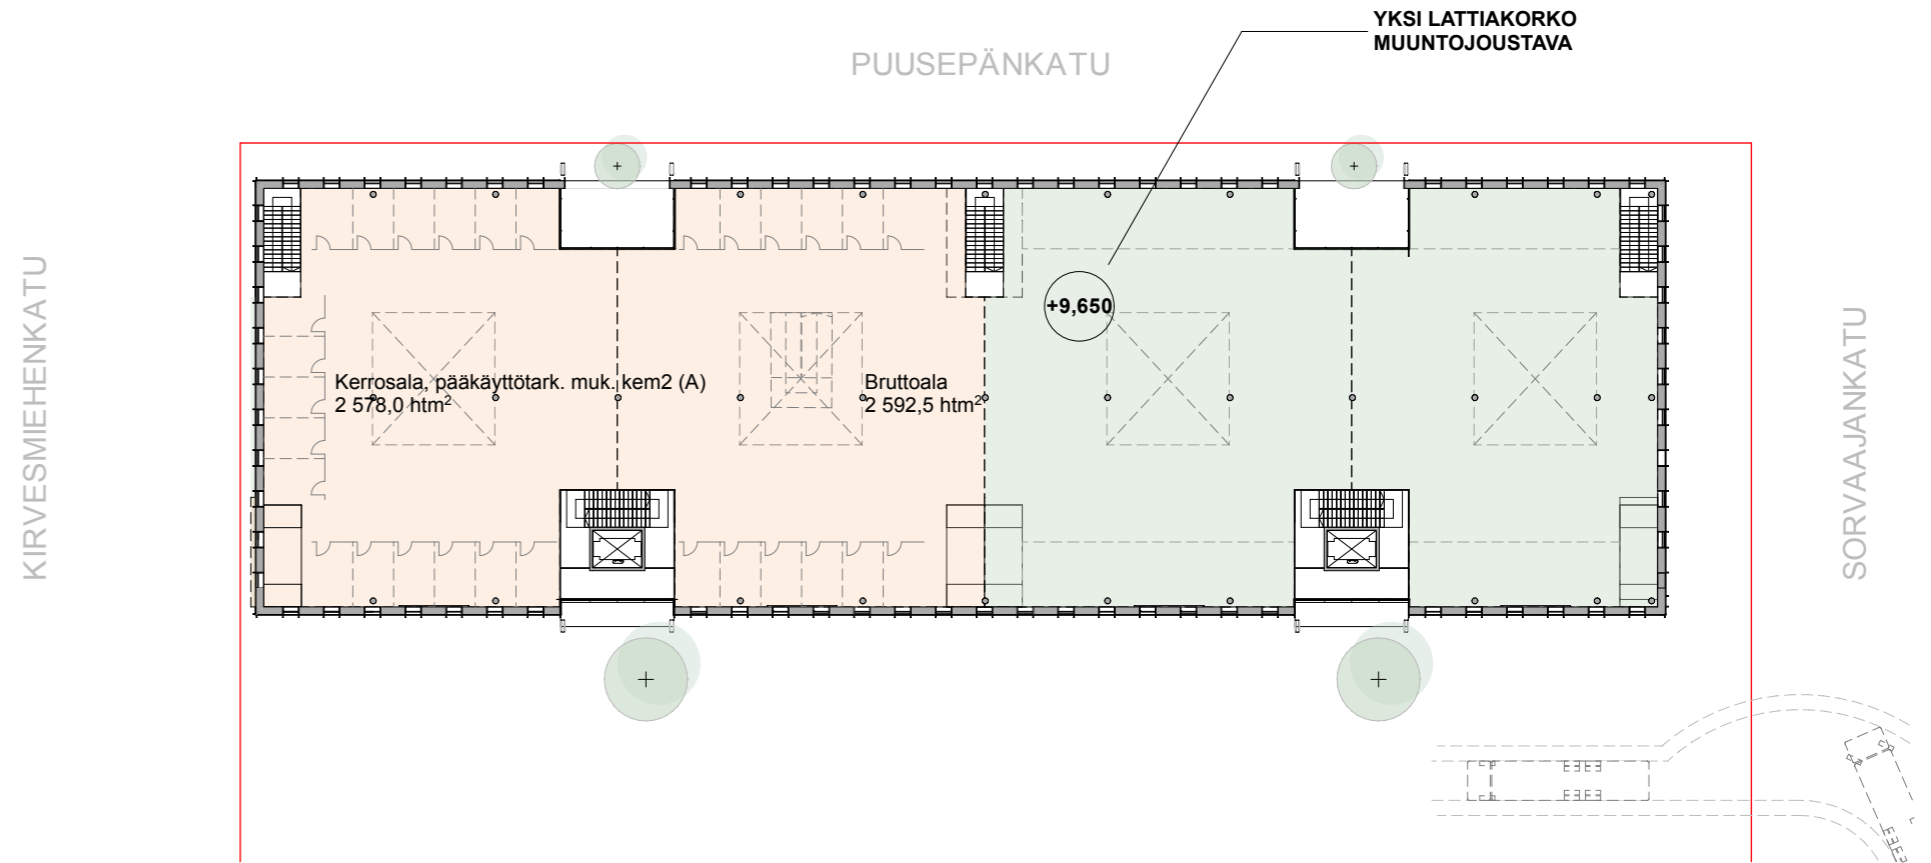 YKSI LATTIAKORKO
MUUNTOJOUSTAVA
PUUSEPÄNKATU
KIRVESMIEHENKATU
+9,650
SORVAAJANKATU
Kerrosala, pääkäyttötark. muk. kem2 (A)
2 578,0 htm²
Bruttoala
2 592,5 htm²